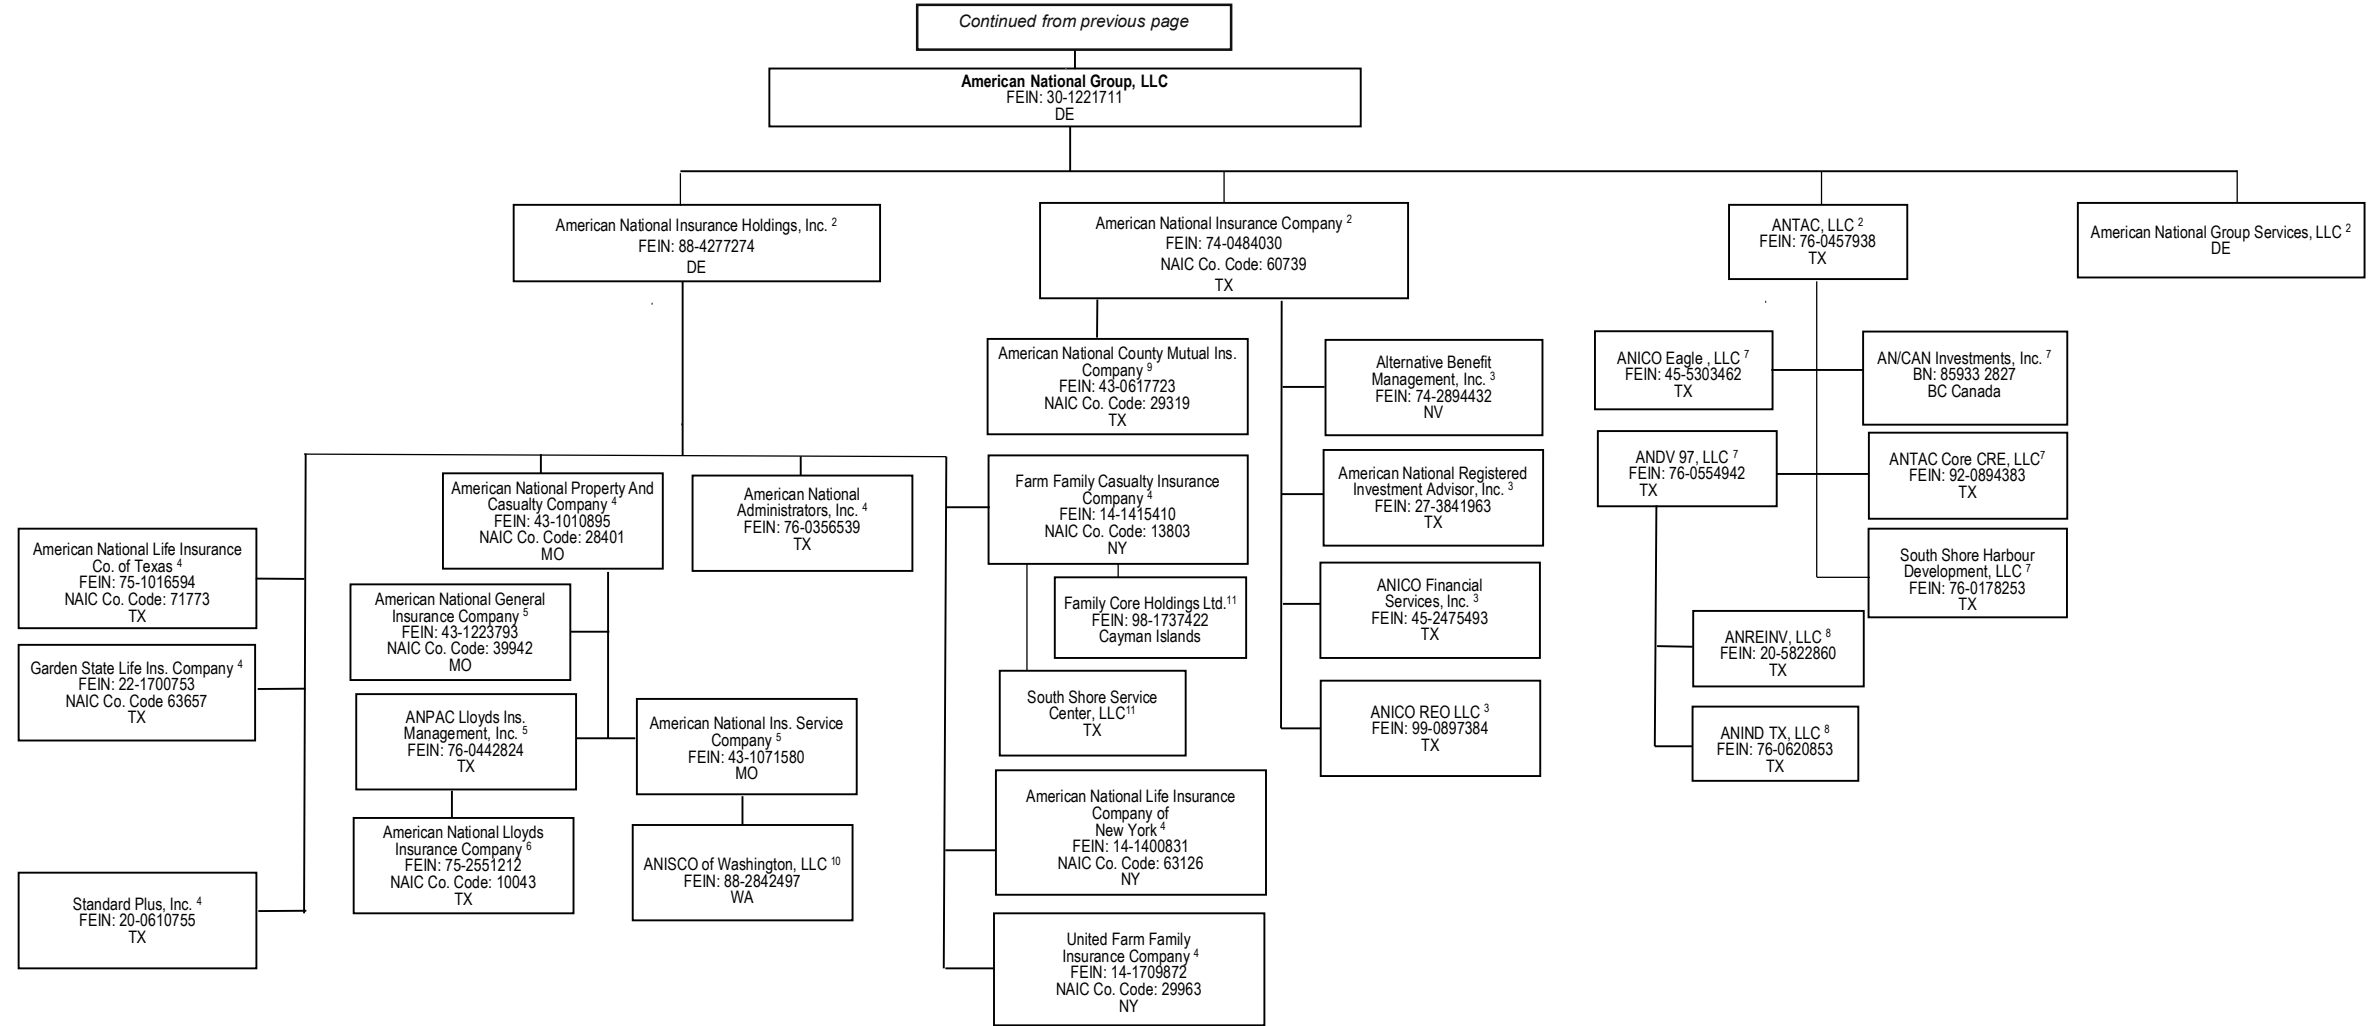 Continued from previous page
American National Group, LLC
FEIN: 30-1221711
DE
American National Insurance Holdings, Inc. 2
FEIN: 88-4277274
DE
American National Insurance Company 2
FEIN: 74-0484030
NAIC Co. Code: 60739
TX
ANTAC, LLC 2
FEIN: 76-0457938
TX
American National Group Services, LLC 2
DE
American National County Mutual Ins.
Company 9
FEIN: 43-0617723
NAIC Co. Code: 29319
TX
Alternative Benefit
Management, Inc. 3
FEIN: 74-2894432
NV
ANICO Eagle , LLC 7
FEIN: 45-5303462
TX
AN/CAN Investments, Inc. 7
BN: 85933 2827
BC Canada
American National Property And
Casualty Company 4
FEIN: 43-1010895
NAIC Co. Code: 28401
MO
American National
Administrators, Inc. 4
FEIN: 76-0356539
TX
Farm Family Casualty Insurance
Company 4
FEIN: 14-1415410
NAIC Co. Code: 13803
NY
American National Registered
Investment Advisor, Inc. 3
FEIN: 27-3841963
TX
ANDV 97, LLC 7
FEIN: 76-0554942
TX
ANTAC Core CRE, LLC7
FEIN: 92-0894383
TX
American National Life Insurance
Co. of Texas 4
FEIN: 75-1016594
NAIC Co. Code: 71773
TX
American National General
Insurance Company 5
FEIN: 43-1223793
NAIC Co. Code: 39942
MO
Family Core Holdings Ltd.11
FEIN: 98-1737422
Cayman Islands
ANICO Financial
Services, Inc. 3
FEIN: 45-2475493
TX
South Shore Harbour
Development, LLC 7
FEIN: 76-0178253
TX
Garden State Life Ins. Company 4
FEIN: 22-1700753
NAIC Co. Code 63657
TX
ANPAC Lloyds Ins.
Management, Inc. 5
FEIN: 76-0442824
TX
American National Ins. Service
Company 5
FEIN: 43-1071580
MO
South Shore Service
Center, LLC11
TX
ANICO REO LLC 3
FEIN: 99-0897384
TX
ANREINV, LLC 8
FEIN: 20-5822860
TX
ANIND TX, LLC 8
FEIN: 76-0620853
TX
American National Lloyds
Insurance Company 6
FEIN: 75-2551212
NAIC Co. Code: 10043
TX
ANISCO of Washington, LLC 10
FEIN: 88-2842497
WA
American National Life Insurance
Company of
New York 4
FEIN: 14-1400831
NAIC Co. Code: 63126
NY
Standard Plus, Inc. 4
FEIN: 20-0610755
TX
United Farm Family
Insurance Company 4
FEIN: 14-1709872
NAIC Co. Code: 29963
NY